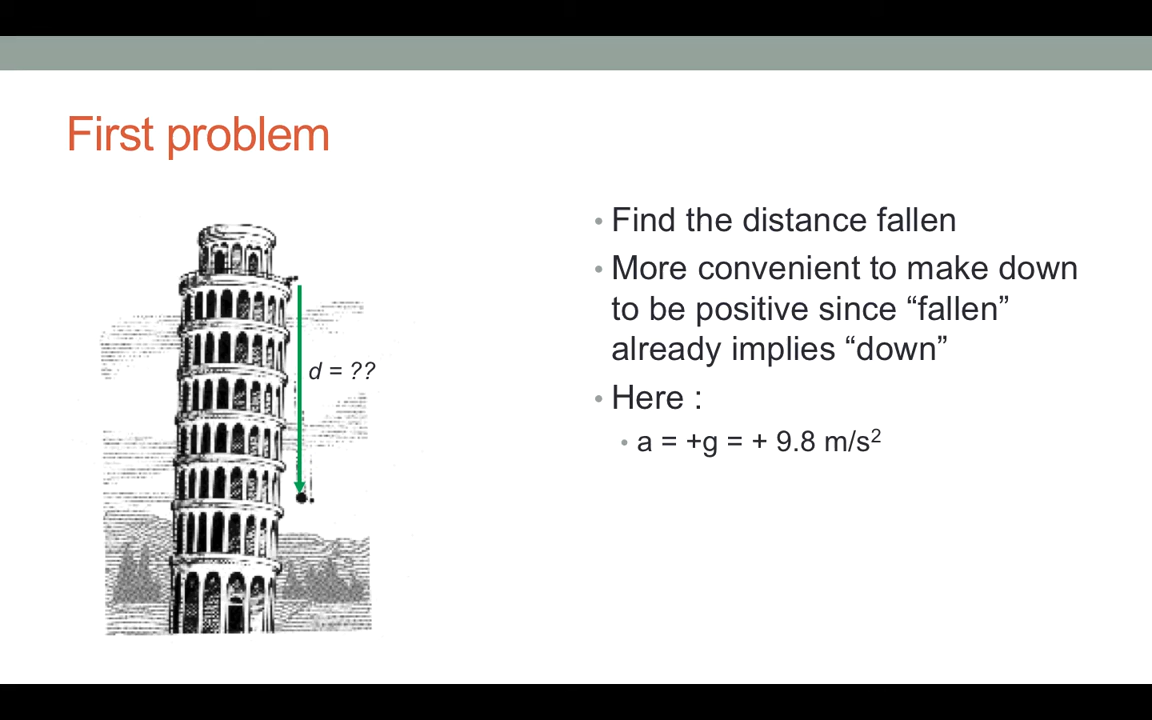 First problem
d = ??
• Find the distance fallen
• More convenient to make down
to be positive since “fallen”
already implies “down”
• Here :
• a = +g = + 9.8 m/s²